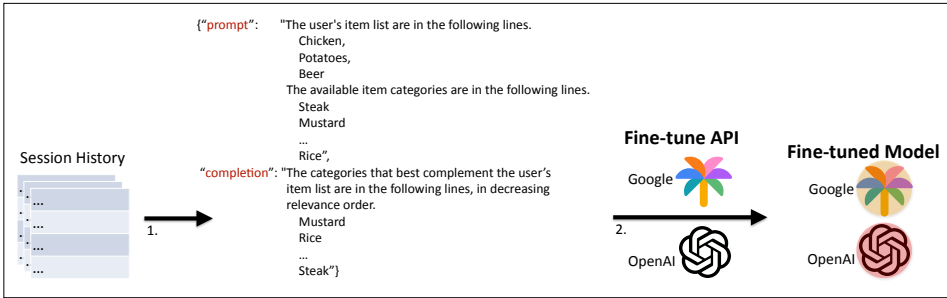 Session History
...
...
...
...
1.
{“prompt”: "The user's item list are in the following lines.
Chicken,
Potatoes,
Beer
The available item categories are in the following lines.
Steak
Mustard
...
Rice”,
“completion”: "The categories that best complement the user’s
item list are in the following lines, in decreasing
relevance order.
Mustard
Rice
...
Steak”}
Fine-tune API
Google
2.
OpenAI
Fine-tuned Model
Google
OpenAI